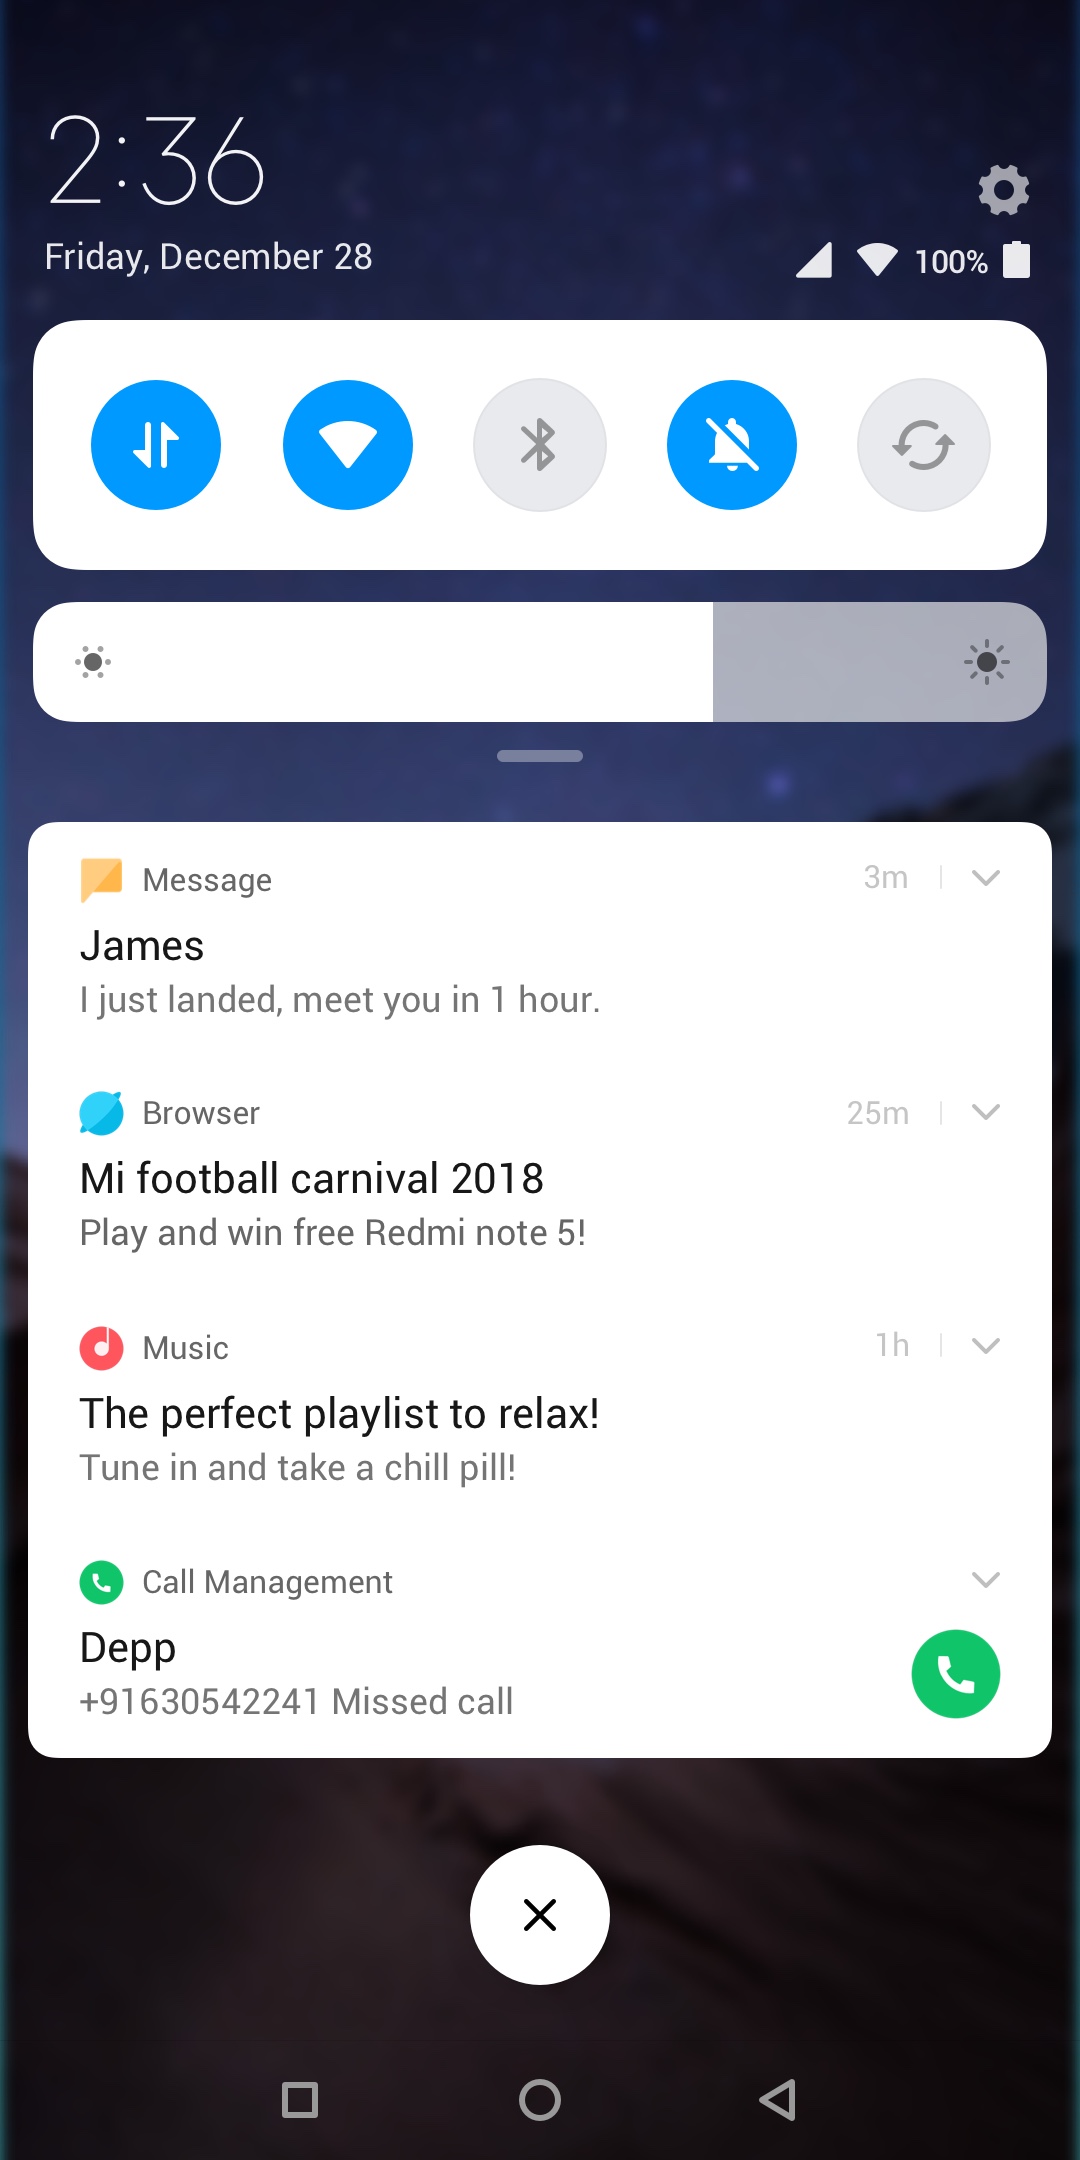 2:36
Friday, December 28
100%
Message
3m
James
I just landed, meet you in 1 hour.
Browser
25m
Mi football carnival 2018
Play and win free Redmi note 5!
Music
1h
The perfect playlist to relax!
Tune in and take a chill pill!
Call Management
Depp
+91630542241 Missed call